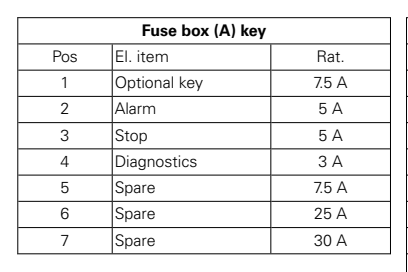 Fuse box (A) key
Pos El. item Rat.
1 Optional key 7.5 A
2 Alarm 5 A
3 Stop 5 A
4 Diagnostics 3 A
5 Spare 7.5 A
6 Spare 25 A
7 Spare 30 A